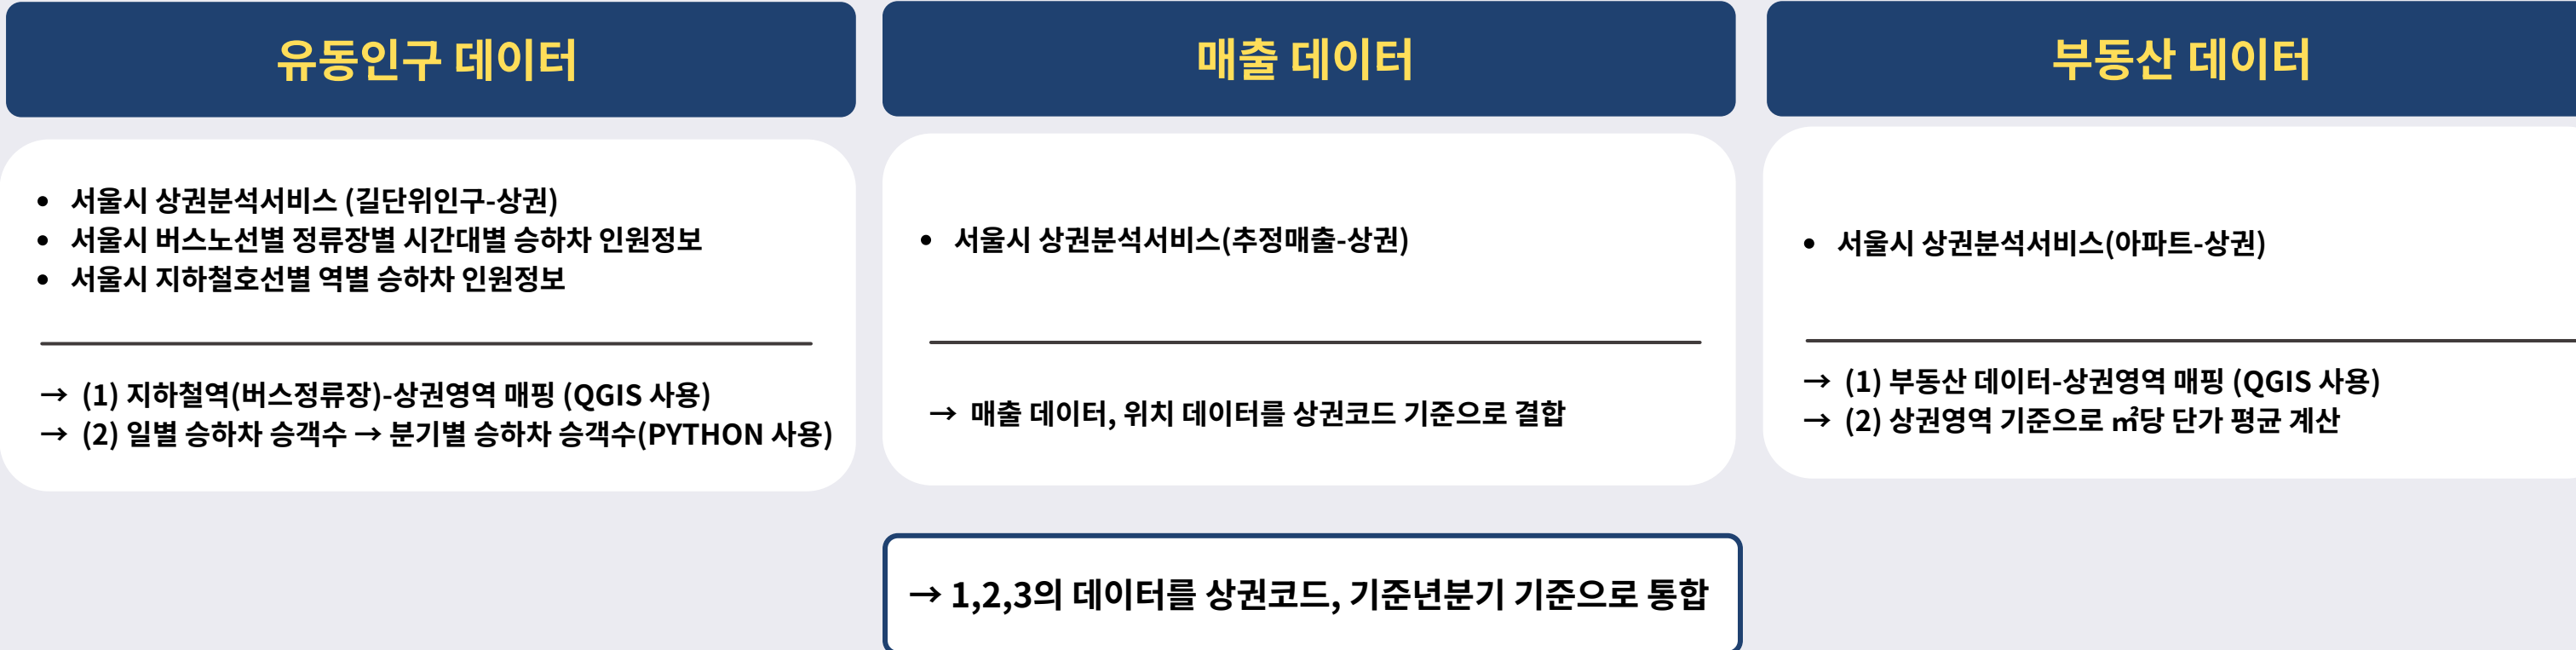 유동인구 데이터
• 서울시 상권분석서비스 (길단위인구-상권)
• 서울시 버스노선별 정류장별 시간대별 승하차 인원정보
• 서울시 지하철호선별 역별 승하차 인원정보
→ (1) 지하철역(버스정류장)-상권영역 매핑 (QGIS 사용)
→ (2) 일별 승하차 승객수 → 분기별 승하차 승객수(PYTHON 사용)
매출 데이터
• 서울시 상권분석서비스(추정매출-상권)
→ 매출 데이터, 위치 데이터를 상권코드 기준으로 결합
부동산 데이터
• 서울시 상권분석서비스(아파트-상권)
→ (1) 부동산 데이터-상권영역 매핑 (QGIS 사용)
→ (2) 상권영역 기준으로 ㎡당 단가 평균 계산
→ 1,2,3의 데이터를 상권코드, 기준년분기 기준으로 통합